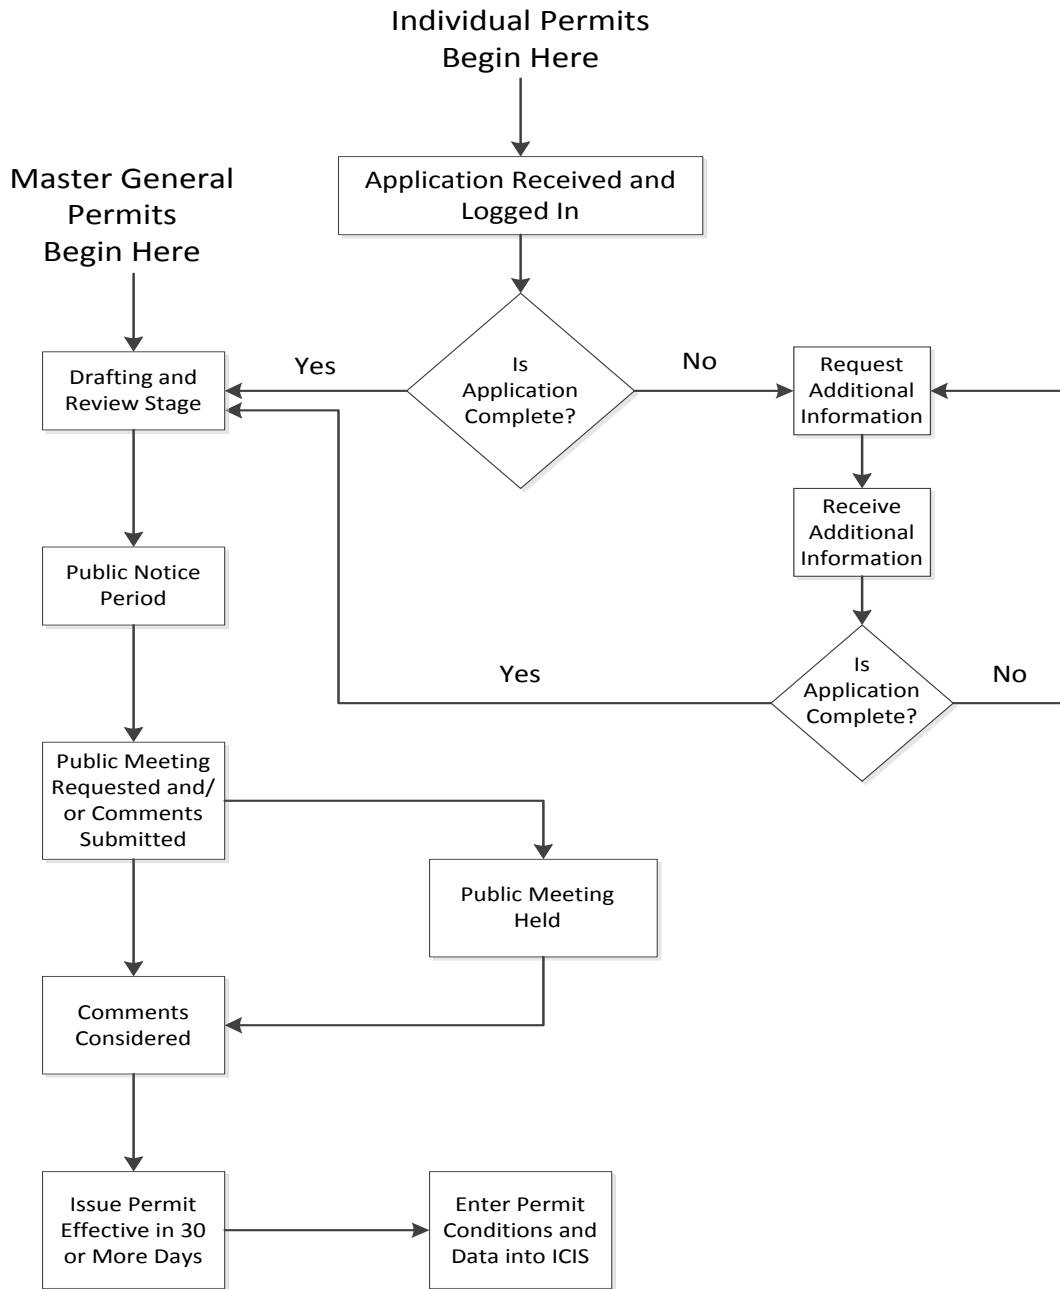 Individual Permits
Begin Here
Application Received and
Logged In
Master General
Permits
Begin Here
Is
Application
Complete?
Yes
No
Drafting and
Review Stage
Request
Additional
Information
Receive
Additional
Information
Public Notice
Period
Is
Application
Complete?
Yes
No
Public Meeting
Requested and/
or Comments
Submitted
Public Meeting
Held
Comments
Considered
Issue Permit
Effective in 30
or More Days
Enter Permit
Conditions and
Data into ICIS